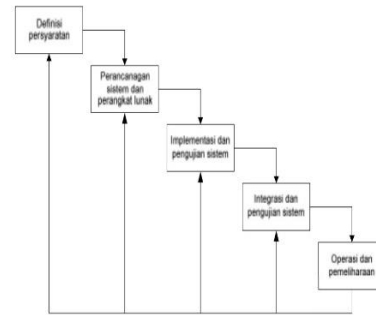 Definisi
persyaratan
Perancanagan
sistem dan
perangkat lunak
Implementasi dan
pengujian sistem
Integrasi dan
pengujian sistem
Operasi dan
pemeliharaan